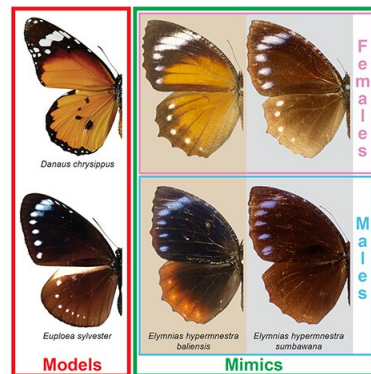 Danaus chrysippus
Euploea sylvester
Models
Elymnias hypermnestra
baliensis
Elymnias hypermnestra
sumbawana
Mimics
Females
Males